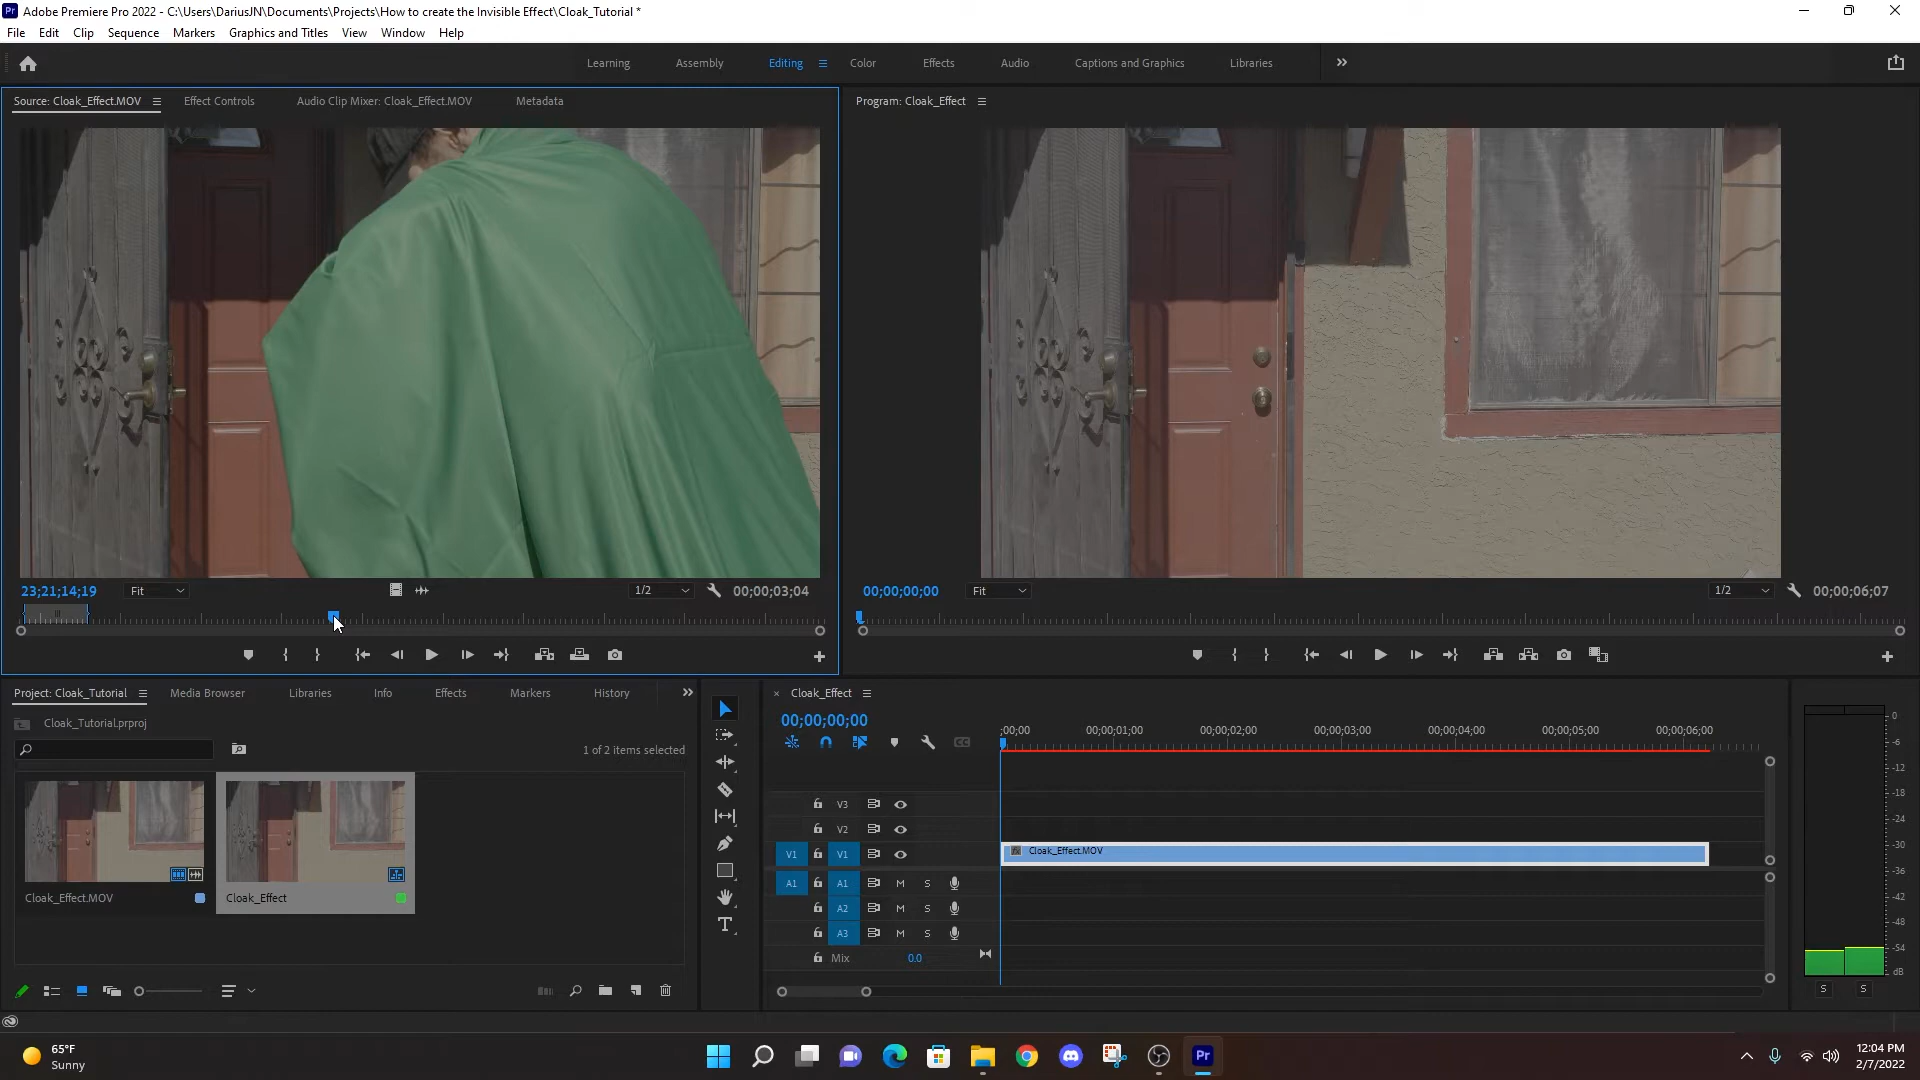 Pr Adobe Premiere Pro 2022 - C:\Users\DariusJN\Documents\Projects\How to create the Invisible Effect\Cloak_Tutorial *
File Edit Clip Sequence Markers Graphics and Titles View Window Help
Learning Assembly Editing Color Effects Audio Captions and Graphics Libraries
Source: Cloak_Effect.MOV Effect Controls Audio Clip Mixer: Cloak_Effect.MOV Metadata
Program: Cloak_Effect
23;21;14;19 Fit 1/2 00;00;03;04
00;00;00;00 Fit 1/2 00;00;06;07
Project: Cloak_Tutorial Media Browser Libraries Info Effects Markers History
Cloak_Tutorial.prproj
1 of 2 items selected
Cloak_Effect.MOV
Cloak_Effect
× Cloak_Effect
00;00;00;00
;00;00 00;00;01;00 00;00;02;00 00;00;03;00 00;00;04;00 00;00;05;00 00;00;06;00
V3
V2
V1 V1 Cloak_Effect.MOV
A1 A1 M S
A2 M S
A3 M S
Mix 0.0
0
-6
-12
-18
-24
-30
-36
-42
-48
-54
dB
S S
65°F
Sunny
Pr
12:04 PM
2/7/2022